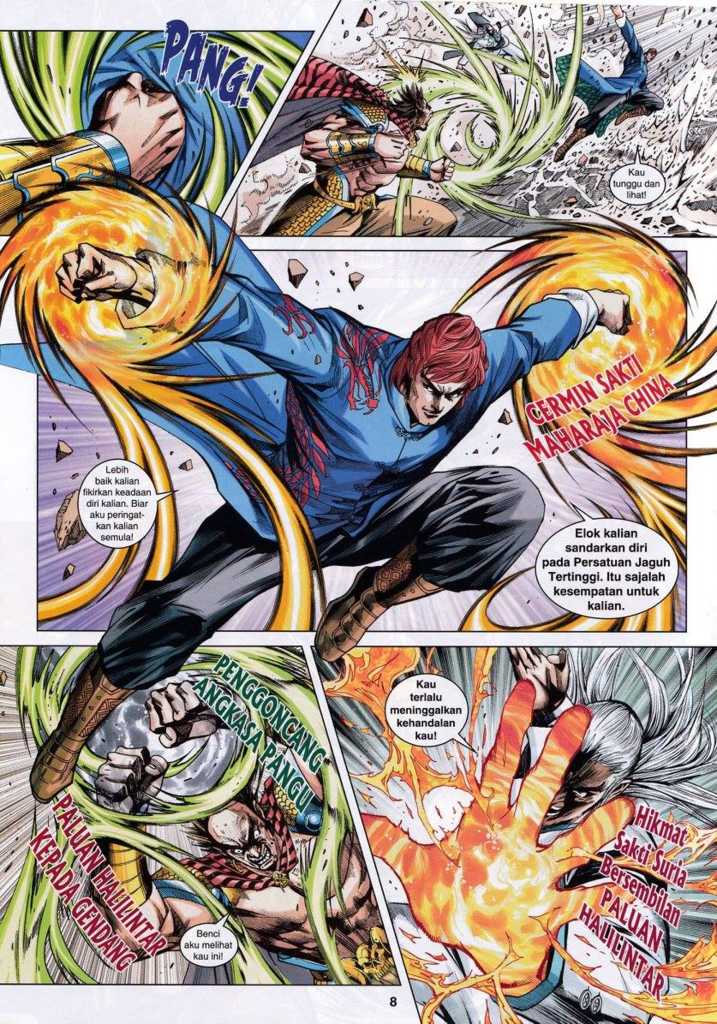 PANG!
Kau
tunggu dan
lihat!
CERMIN SAKTI
MAHARAJA CHINA
Lebih
baik kalian
fikirkan keadaan
diri kalian. Biar
aku peringat-
kan kalian
semula!
Elok kalian
sandarkan diri
pada Persatuan Jaguh
Tertinggi. Itu sajalah
kesempatan untuk
kalian.
PENGGONCANG
ANGKASA PANGU
PALUAN HALILINTAR
KEPADA GENDANG
Benci
aku melihat
kau ini!
Kau
terlalu
meninggalkan
kehandalan
kau!
Hikmat
Sakti Suria
Bersembilan
PALUAN
HALILINTAR
8